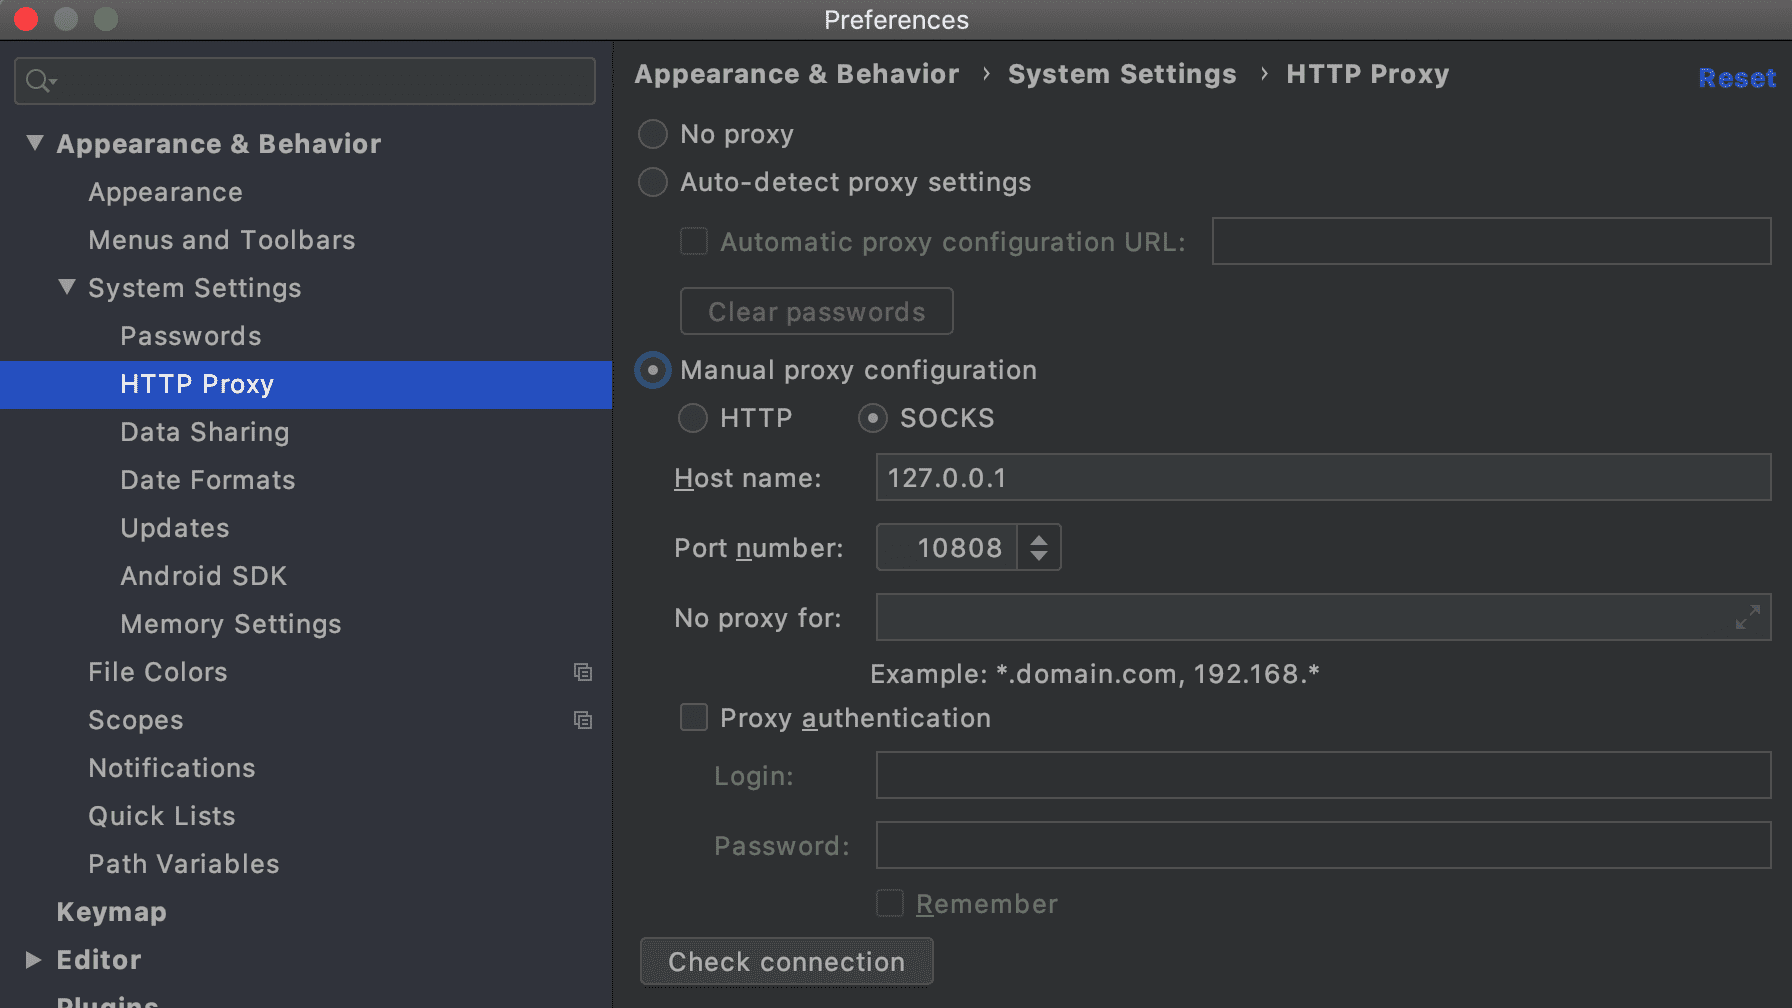 Preferences
Appearance & Behavior
Appearance
Menus and Toolbars
System Settings
Passwords
HTTP Proxy
Data Sharing
Date Formats
Updates
Android SDK
Memory Settings
File Colors
Scopes
Notifications
Quick Lists
Path Variables
Keymap
Editor
Plugins
Appearance & Behavior › System Settings › HTTP Proxy
Reset
No proxy
Auto-detect proxy settings
Automatic proxy configuration URL:
Clear passwords
Manual proxy configuration
HTTP SOCKS
Host name: 127.0.0.1
Port number: 10808
No proxy for:
Example: *.domain.com, 192.168.*
Proxy authentication
Login:
Password:
Remember
Check connection